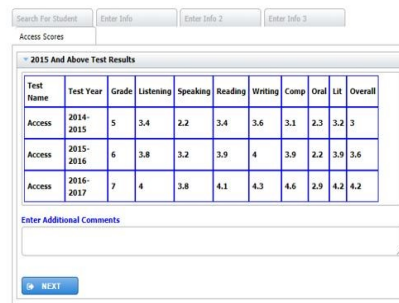 Search For Student Enter Info Enter Info 2 Enter Info 3
Access Scores
2015 And Above Test Results
Test Name Test Year Grade Listening Speaking Reading Writing Comp Oral Lit Overall
Access 2014-2015 5 3.4 2.2 3.4 3.6 3.1 2.3 3.2 3
Access 2015-2016 6 3.8 3.2 3.9 4 3.9 2.2 3.9 3.6
Access 2016-2017 7 4 3.8 4.1 4.3 4.6 2.9 4.2 4.2
Enter Additional Comments
NEXT